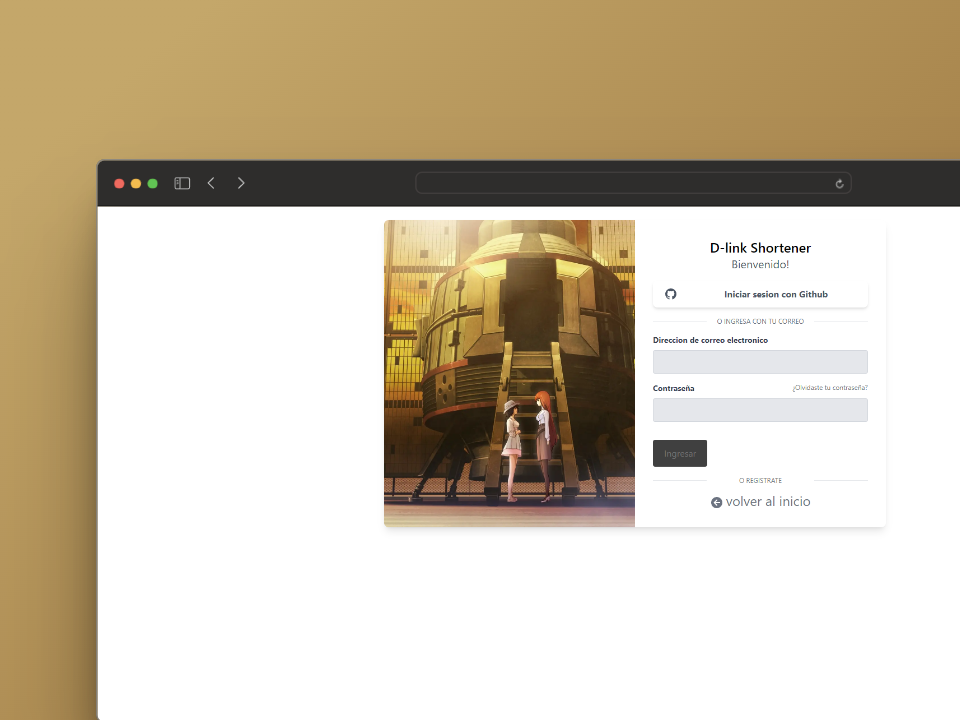 D-link Shortener
Bienvenido!
Iniciar sesion con Github
O INGRESA CON TU CORREO
Direccion de correo electronico
Contraseña
¿Olvidaste tu contraseña?
Ingresar
O REGISTRATE
volver al inicio